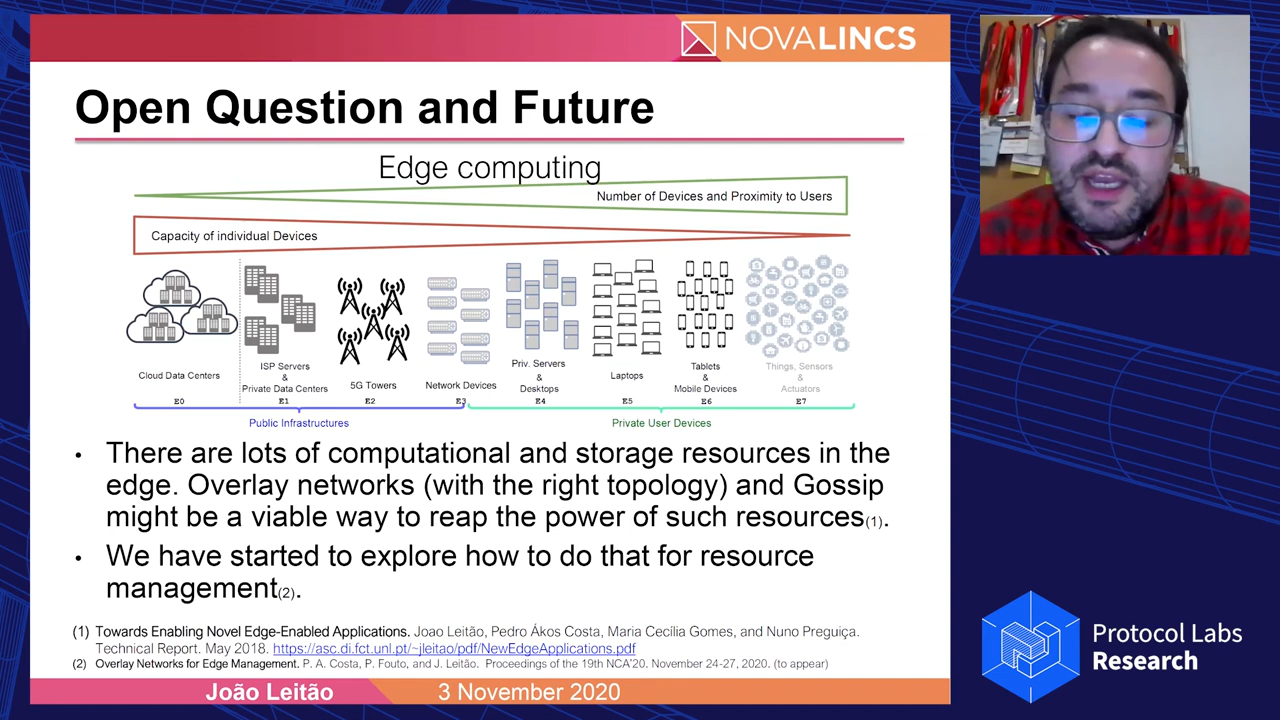 NOVALINCS
Open Question and Future
Edge computing
Number of Devices and Proximity to Users
Capacity of individual Devices
Cloud Data Centers
ISP Servers
&
Private Data Centers
5G Towers
Network Devices
Priv. Servers
&
Desktops
Laptops
Tablets
&
Mobile Devices
Things, Sensors
&
Actuators
E0 E1 E2 E3 E4 E5 E6 E7
Public Infrastructures
Private User Devices
• There are lots of computational and storage resources in the
edge. Overlay networks (with the right topology) and Gossip
might be a viable way to reap the power of such resources(1).
• We have started to explore how to do that for resource
management(2).
(1) Towards Enabling Novel Edge-Enabled Applications. Joao Leitão, Pedro Ákos Costa, Maria Cecília Gomes, and Nuno Preguiça.
Technical Report. May 2018. https://asc.di.fct.unl.pt/~jleitao/pdf/NewEdgeApplications.pdf
(2) Overlay Networks for Edge Management. P. A. Costa, P. Fouto, and J. Leitão. Proceedings of the 19th NCA'20. November 24-27, 2020. (to appear)
João Leitão 3 November 2020
Protocol Labs
Research